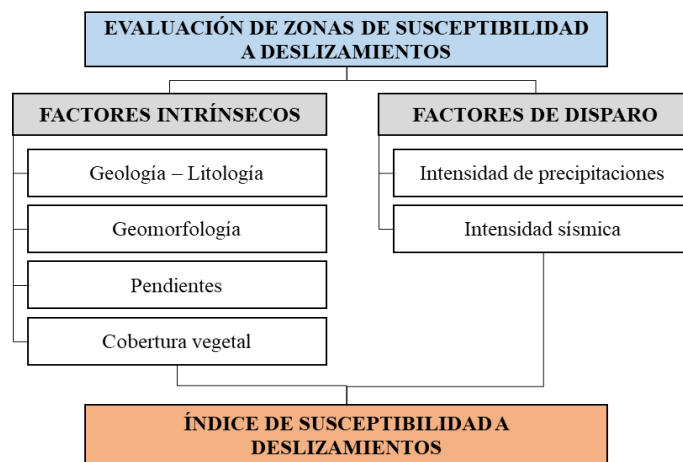 EVALUACIÓN DE ZONAS DE SUSCEPTIBILIDAD
A DESLIZAMIENTOS
FACTORES INTRÍNSECOS
Geología – Litología
Geomorfología
Pendientes
Cobertura vegetal
FACTORES DE DISPARO
Intensidad de precipitaciones
Intensidad sísmica
ÍNDICE DE SUSCEPTIBILIDAD A
DESLIZAMIENTOS